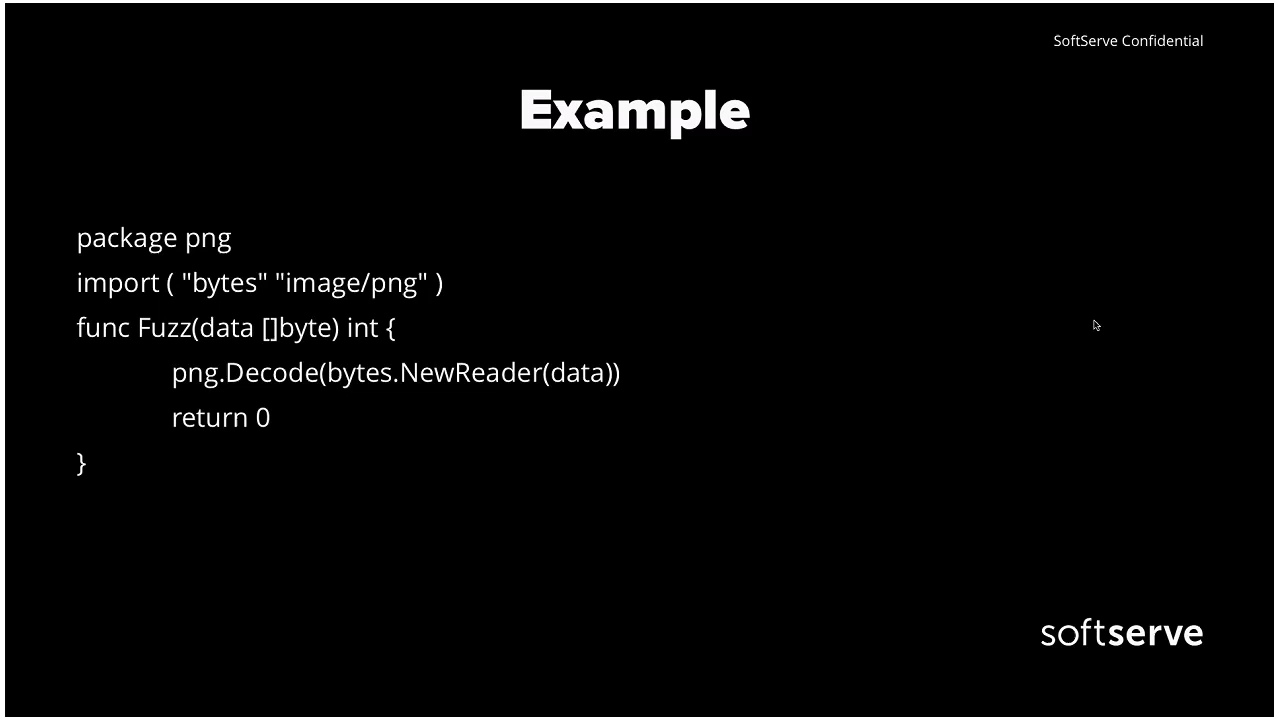 SoftServe Confidential
Example
package png
import ( "bytes" "image/png" )
func Fuzz(data []byte) int {
png.Decode(bytes.NewReader(data))
return 0
}
softserve